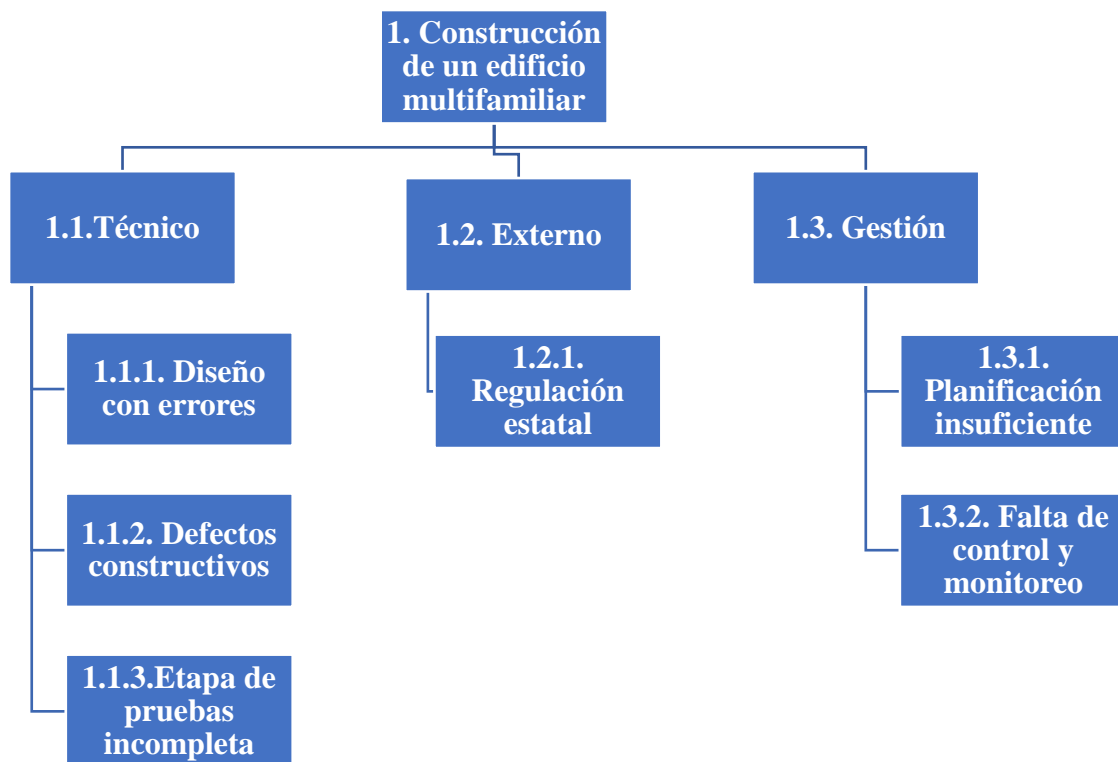 1. Construcción
de un edificio
multifamiliar
1.1.Técnico
1.2. Externo
1.3. Gestión
1.1.1. Diseño
con errores
1.2.1.
Regulación
estatal
1.3.1.
Planificación
insuficiente
1.1.2. Defectos
constructivos
1.3.2. Falta de
control y
monitoreo
1.1.3.Etapa de
pruebas
incompleta